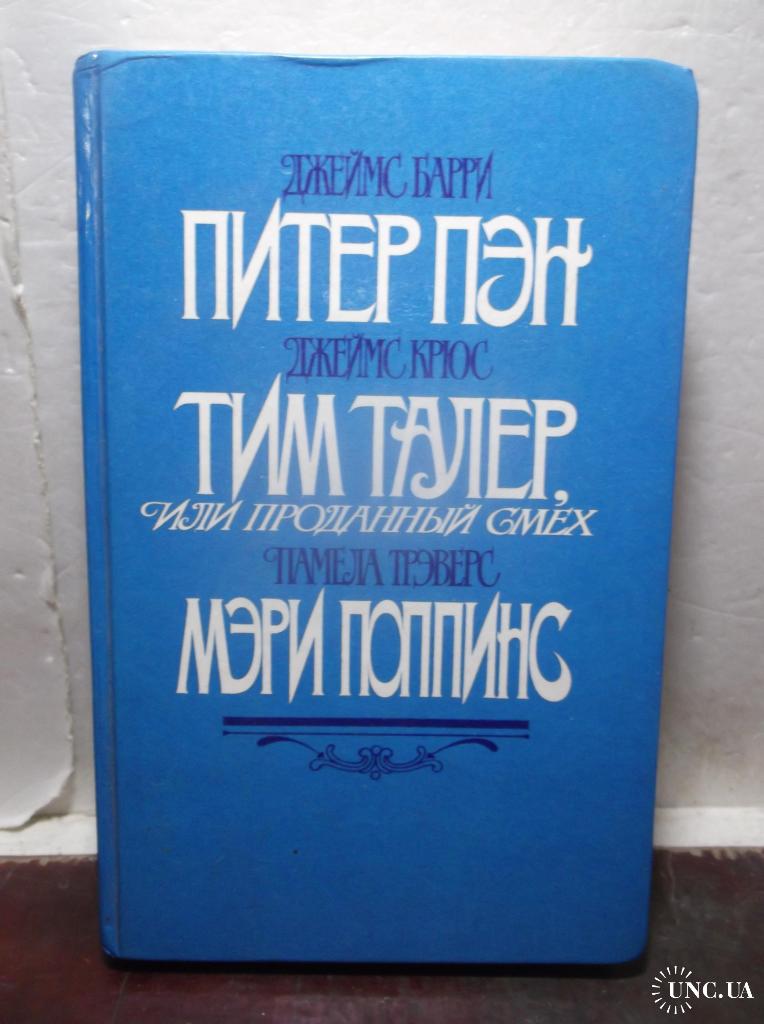 ДЖЕЙМС БАРРИ
ПИТЕР ПЭН
ДЖЕЙМС КРЮС
ТИМ ТАЛЕР,
ИЛИ ПРОДАННЫЙ СМЕХ
ПАМЕЛА ТРЭВЕРС
МЭРИ ПОППИНС
UNC.UA